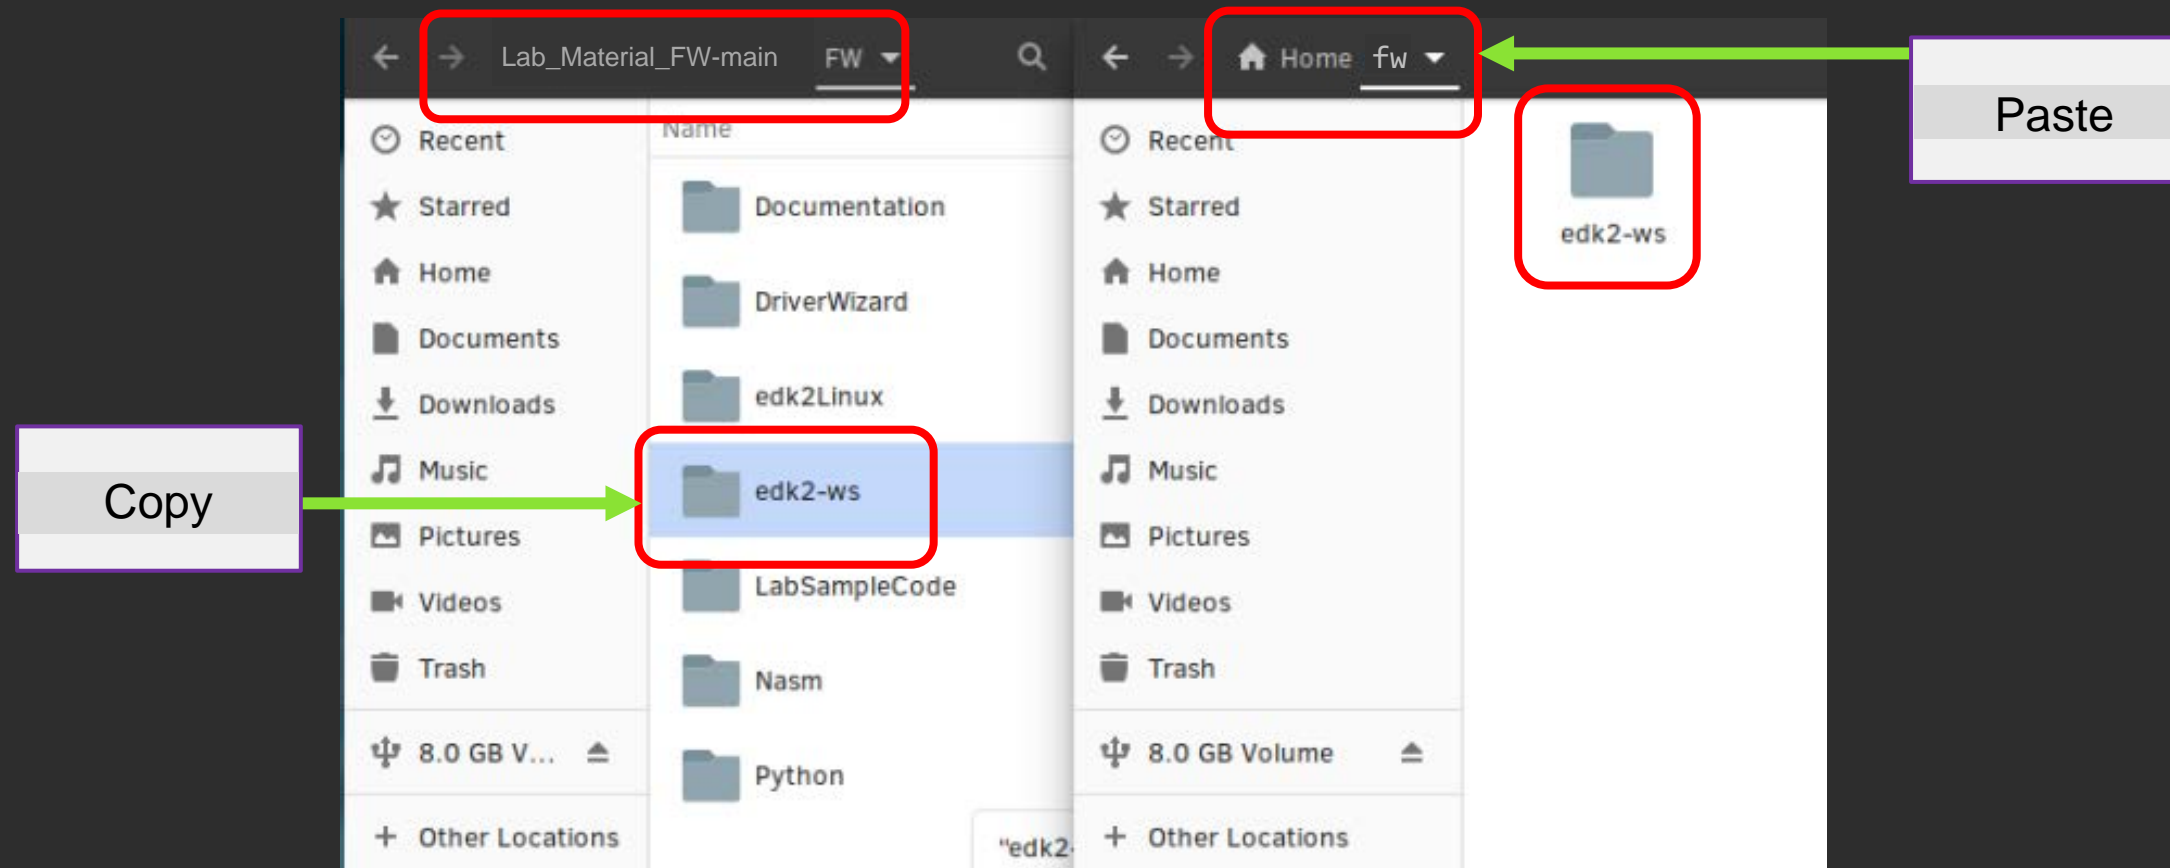 Lab_Material_FW-main FW
Home fw
Paste
Copy
Recent
Starred
Home
Documents
Downloads
Music
Pictures
Videos
Trash
8.0 GB V...
Other Locations
Name
Documentation
DriverWizard
edk2Linux
edk2-ws
LabSampleCode
Nasm
Python
"edk2-
Recent
Starred
Home
Documents
Downloads
Music
Pictures
Videos
Trash
8.0 GB Volume
Other Locations
edk2-ws